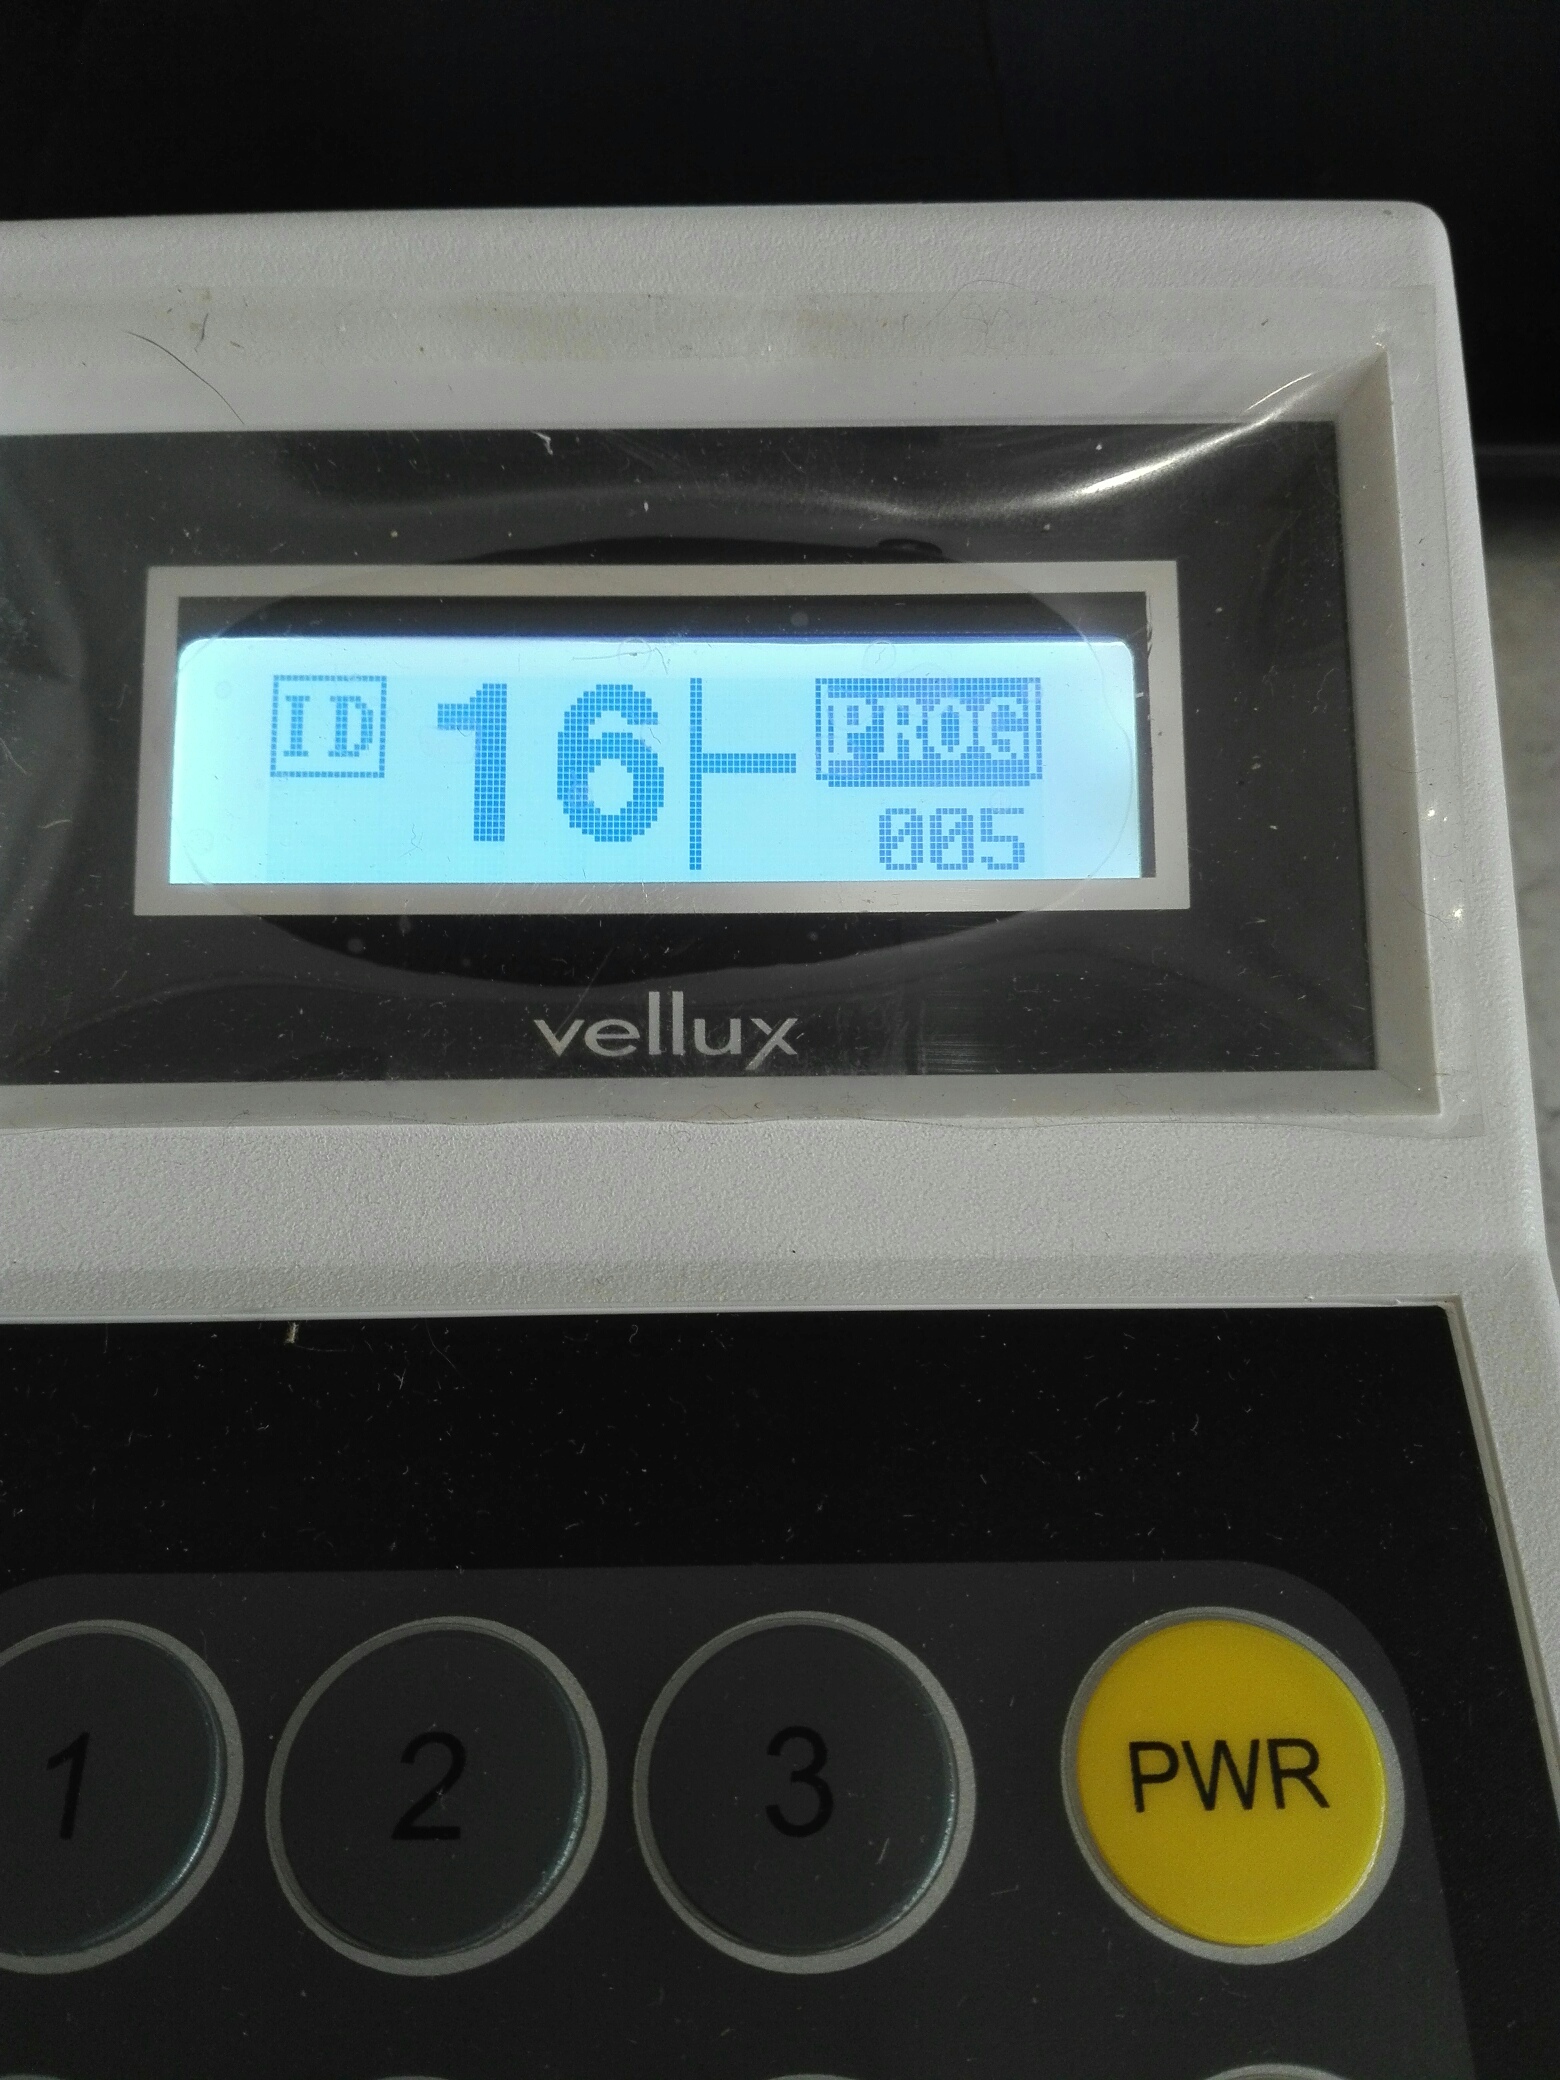 ID 16 PROG
005
vellux
1 2 3 PWR